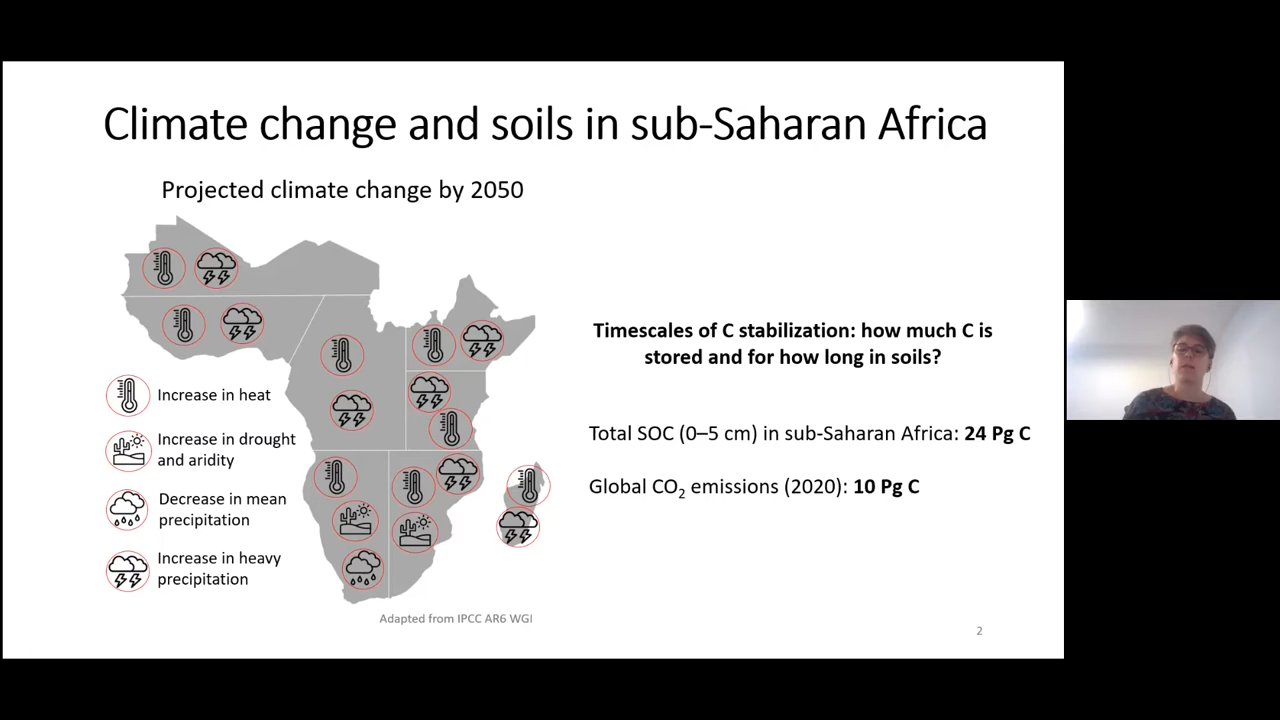 Climate change and soils in sub-Saharan Africa
Projected climate change by 2050
Increase in heat
Increase in drought
and aridity
Decrease in mean
precipitation
Increase in heavy
precipitation
Adapted from IPCC AR6 WGI
Timescales of C stabilization: how much C is
stored and for how long in soils?
Total SOC (0–5 cm) in sub-Saharan Africa: 24 Pg C
Global CO₂ emissions (2020): 10 Pg C
2